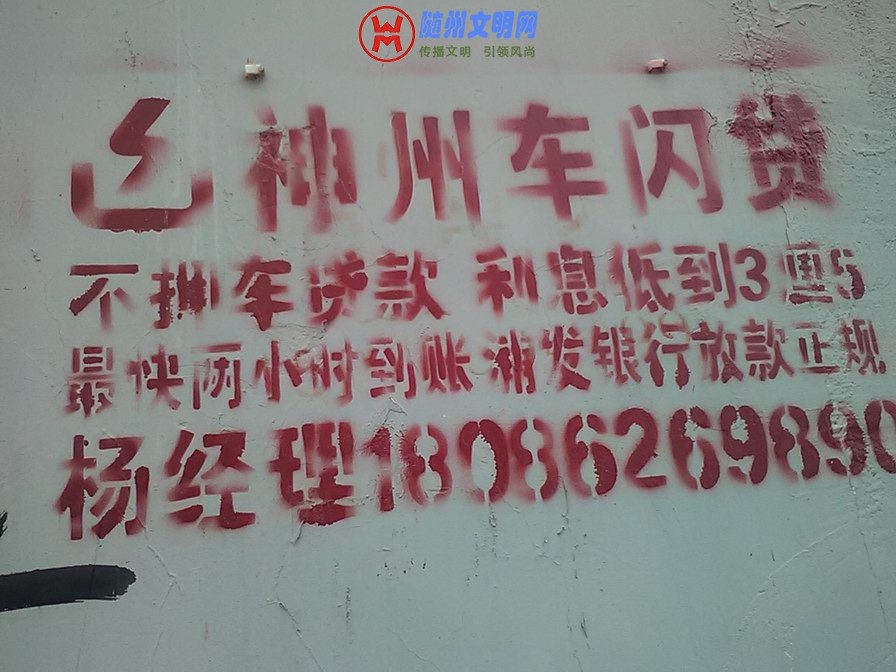 随州文明网
传播文明 引领风尚
神州车闪贷
不押车贷款 利息低到3厘5
最快两小时到账 浦发银行放款正规
杨经理18086269890